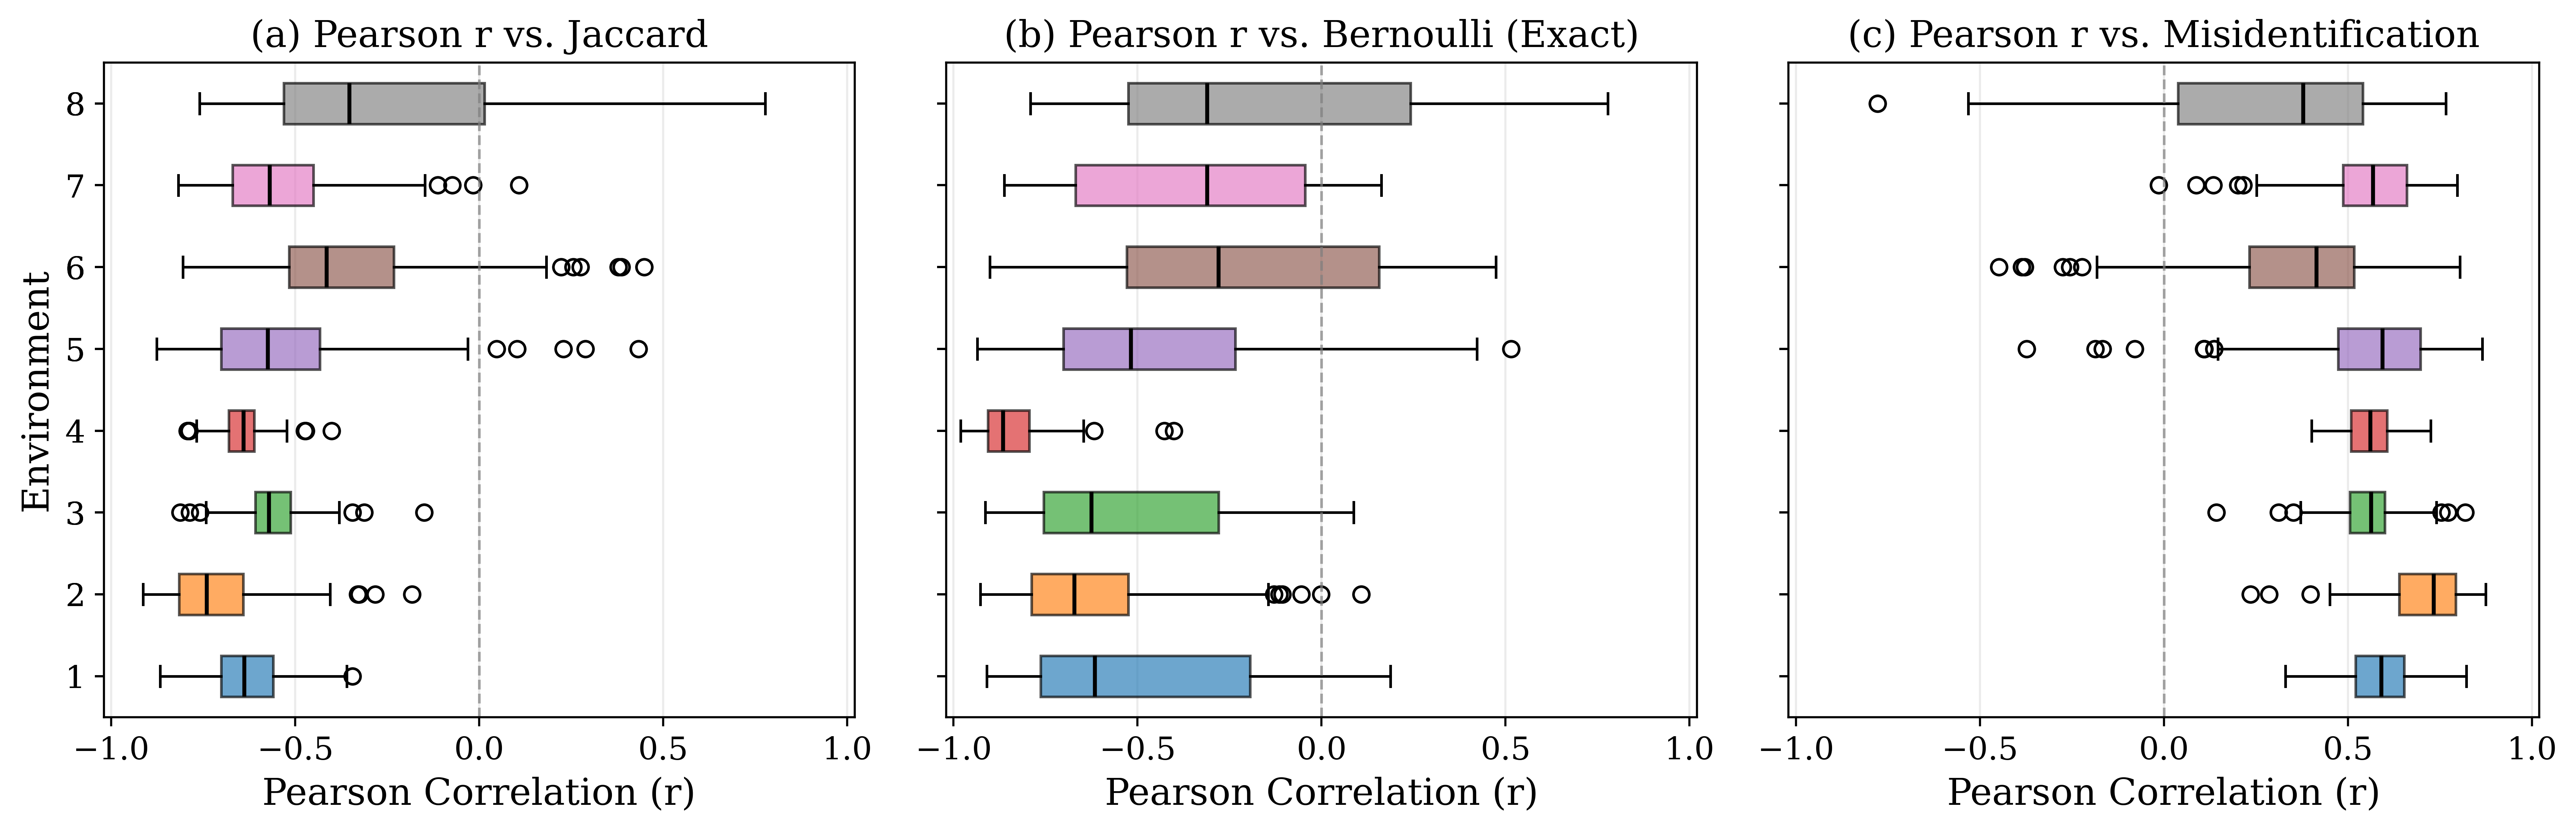 (a) Pearson r vs. Jaccard
(b) Pearson r vs. Bernoulli (Exact)
(c) Pearson r vs. Misidentification
Environment
8
7
6
5
4
3
2
1
−1.0 −0.5 0.0 0.5 1.0
−1.0 −0.5 0.0 0.5 1.0
−1.0 −0.5 0.0 0.5 1.0
Pearson Correlation (r)
Pearson Correlation (r)
Pearson Correlation (r)